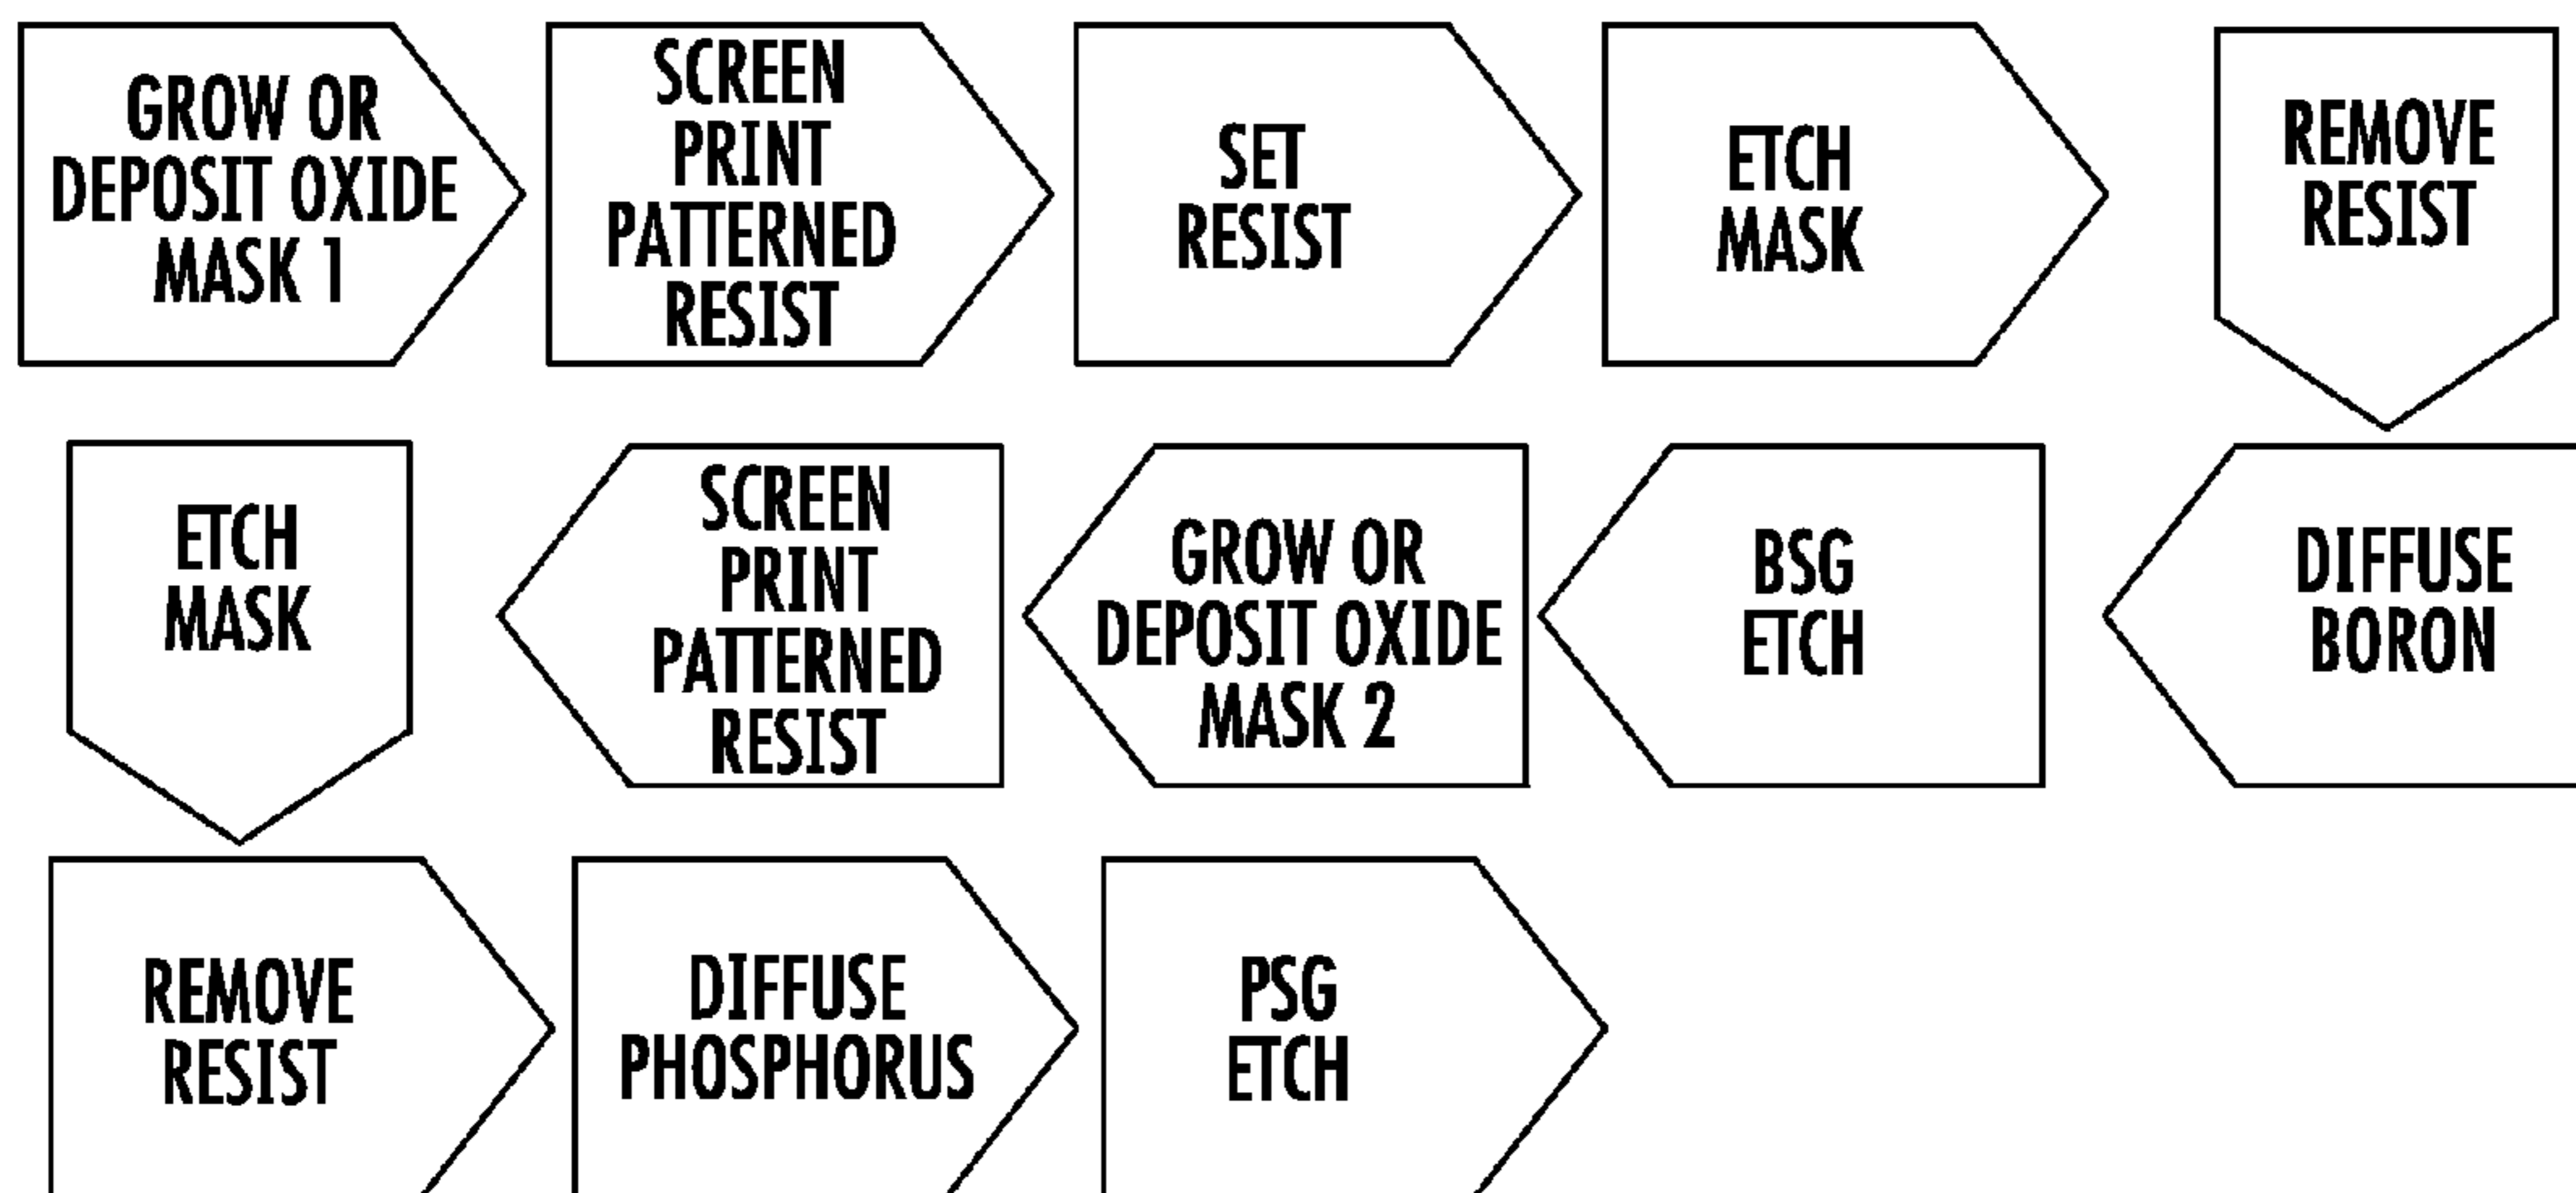 GROW OR
DEPOSIT OXIDE
MASK 1
SCREEN
PRINT
PATTERNED
RESIST
SET
RESIST
ETCH
MASK
REMOVE
RESIST
DIFFUSE
BORON
BSG
ETCH
GROW OR
DEPOSIT OXIDE
MASK 2
SCREEN
PRINT
PATTERNED
RESIST
ETCH
MASK
REMOVE
RESIST
DIFFUSE
PHOSPHORUS
PSG
ETCH